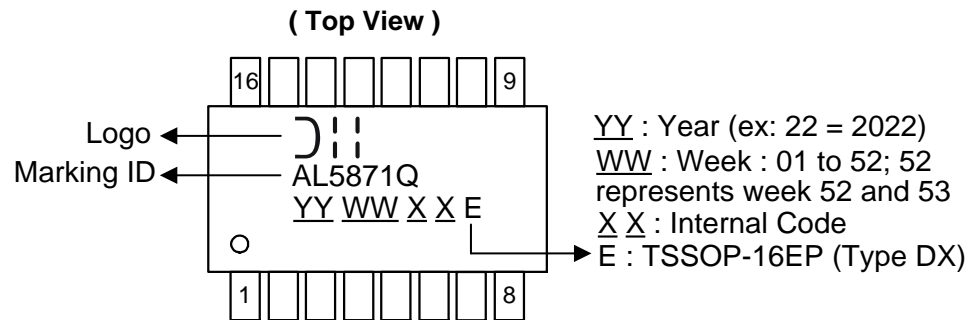 ( Top View )
16 9
Logo
Marking ID
AL5871Q
YY WW X X E
1 8
YY : Year (ex: 22 = 2022)
WW : Week : 01 to 52; 52
represents week 52 and 53
X X : Internal Code
E : TSSOP-16EP (Type DX)